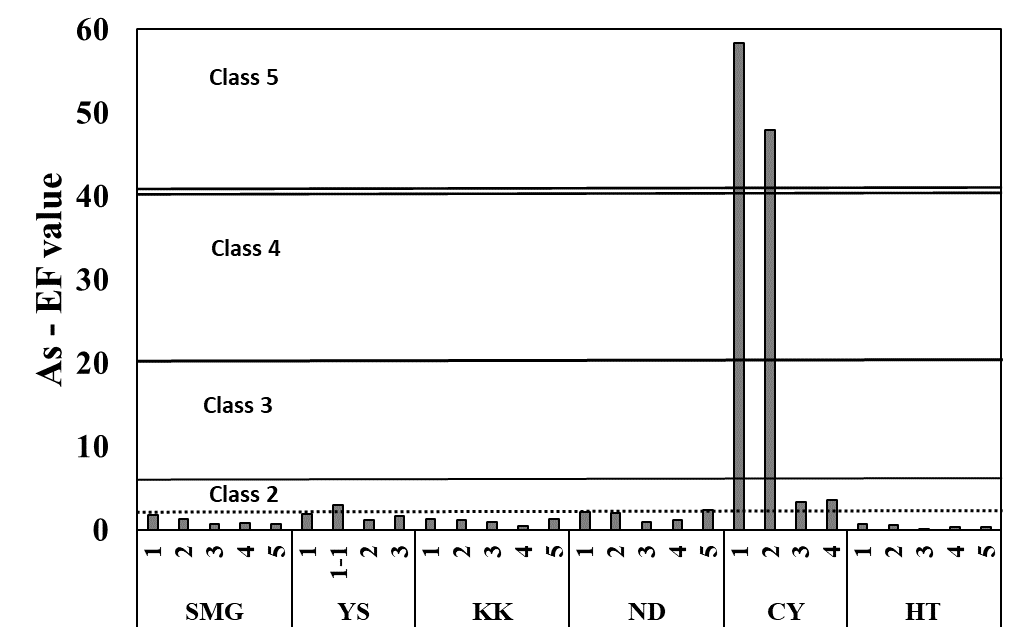 60
Class 5
50
40
Class 4
30
20
Class 3
10
Class 2
0
As - EF value
1 2 3 4 5 1 1-1 2 3 1 2 3 4 5 1 2 3 4 5 1 2 3 4 1 2 3 4 5
SMG YS KK ND CY HT